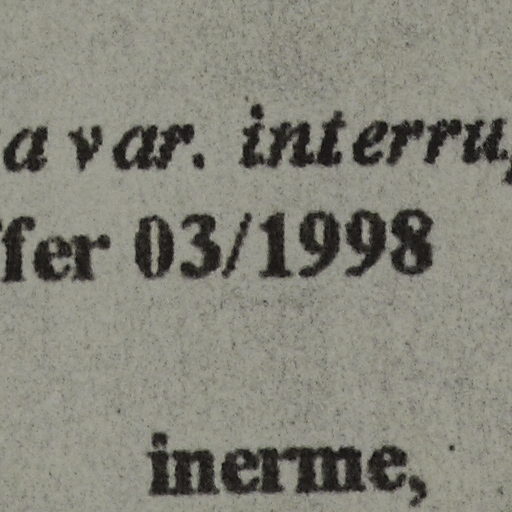 a var. interru
ffer 03/1998
inerme,